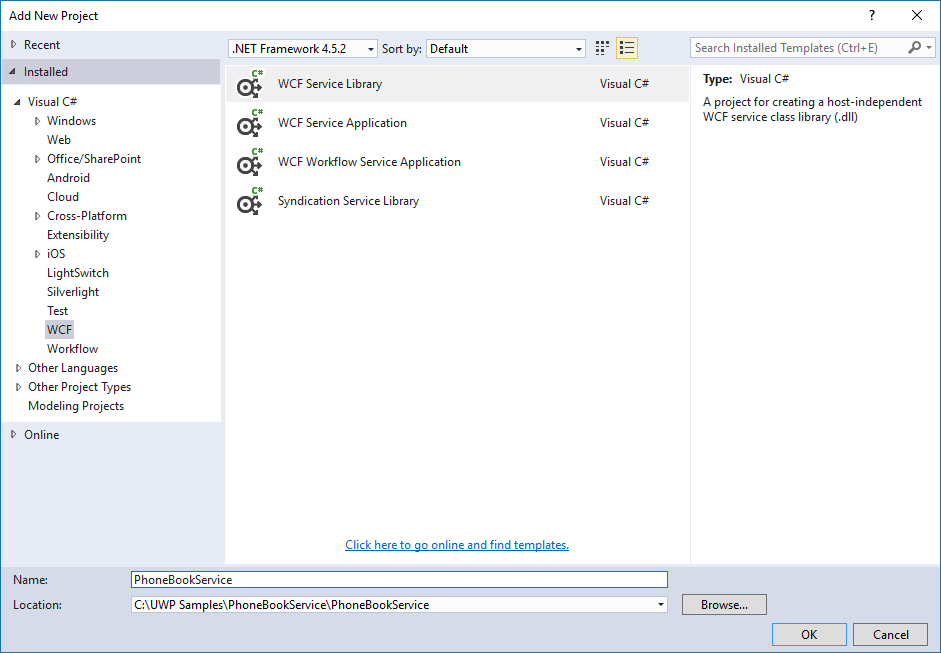 Add New Project
?
Recent
Installed
Visual C#
Windows
Web
Office/SharePoint
Android
Cloud
Cross-Platform
Extensibility
iOS
LightSwitch
Silverlight
Test
WCF
Workflow
Other Languages
Other Project Types
Modeling Projects
Online
.NET Framework 4.5.2 Sort by: Default
C# WCF Service Library Visual C#
C# WCF Service Application Visual C#
C# WCF Workflow Service Application Visual C#
C# Syndication Service Library Visual C#
Click here to go online and find templates.
Search Installed Templates (Ctrl+E)
Type: Visual C#
A project for creating a host-independent
WCF service class library (.dll)
Name: PhoneBookService
Location: C:\UWP Samples\PhoneBookService\PhoneBookService Browse...
OK Cancel